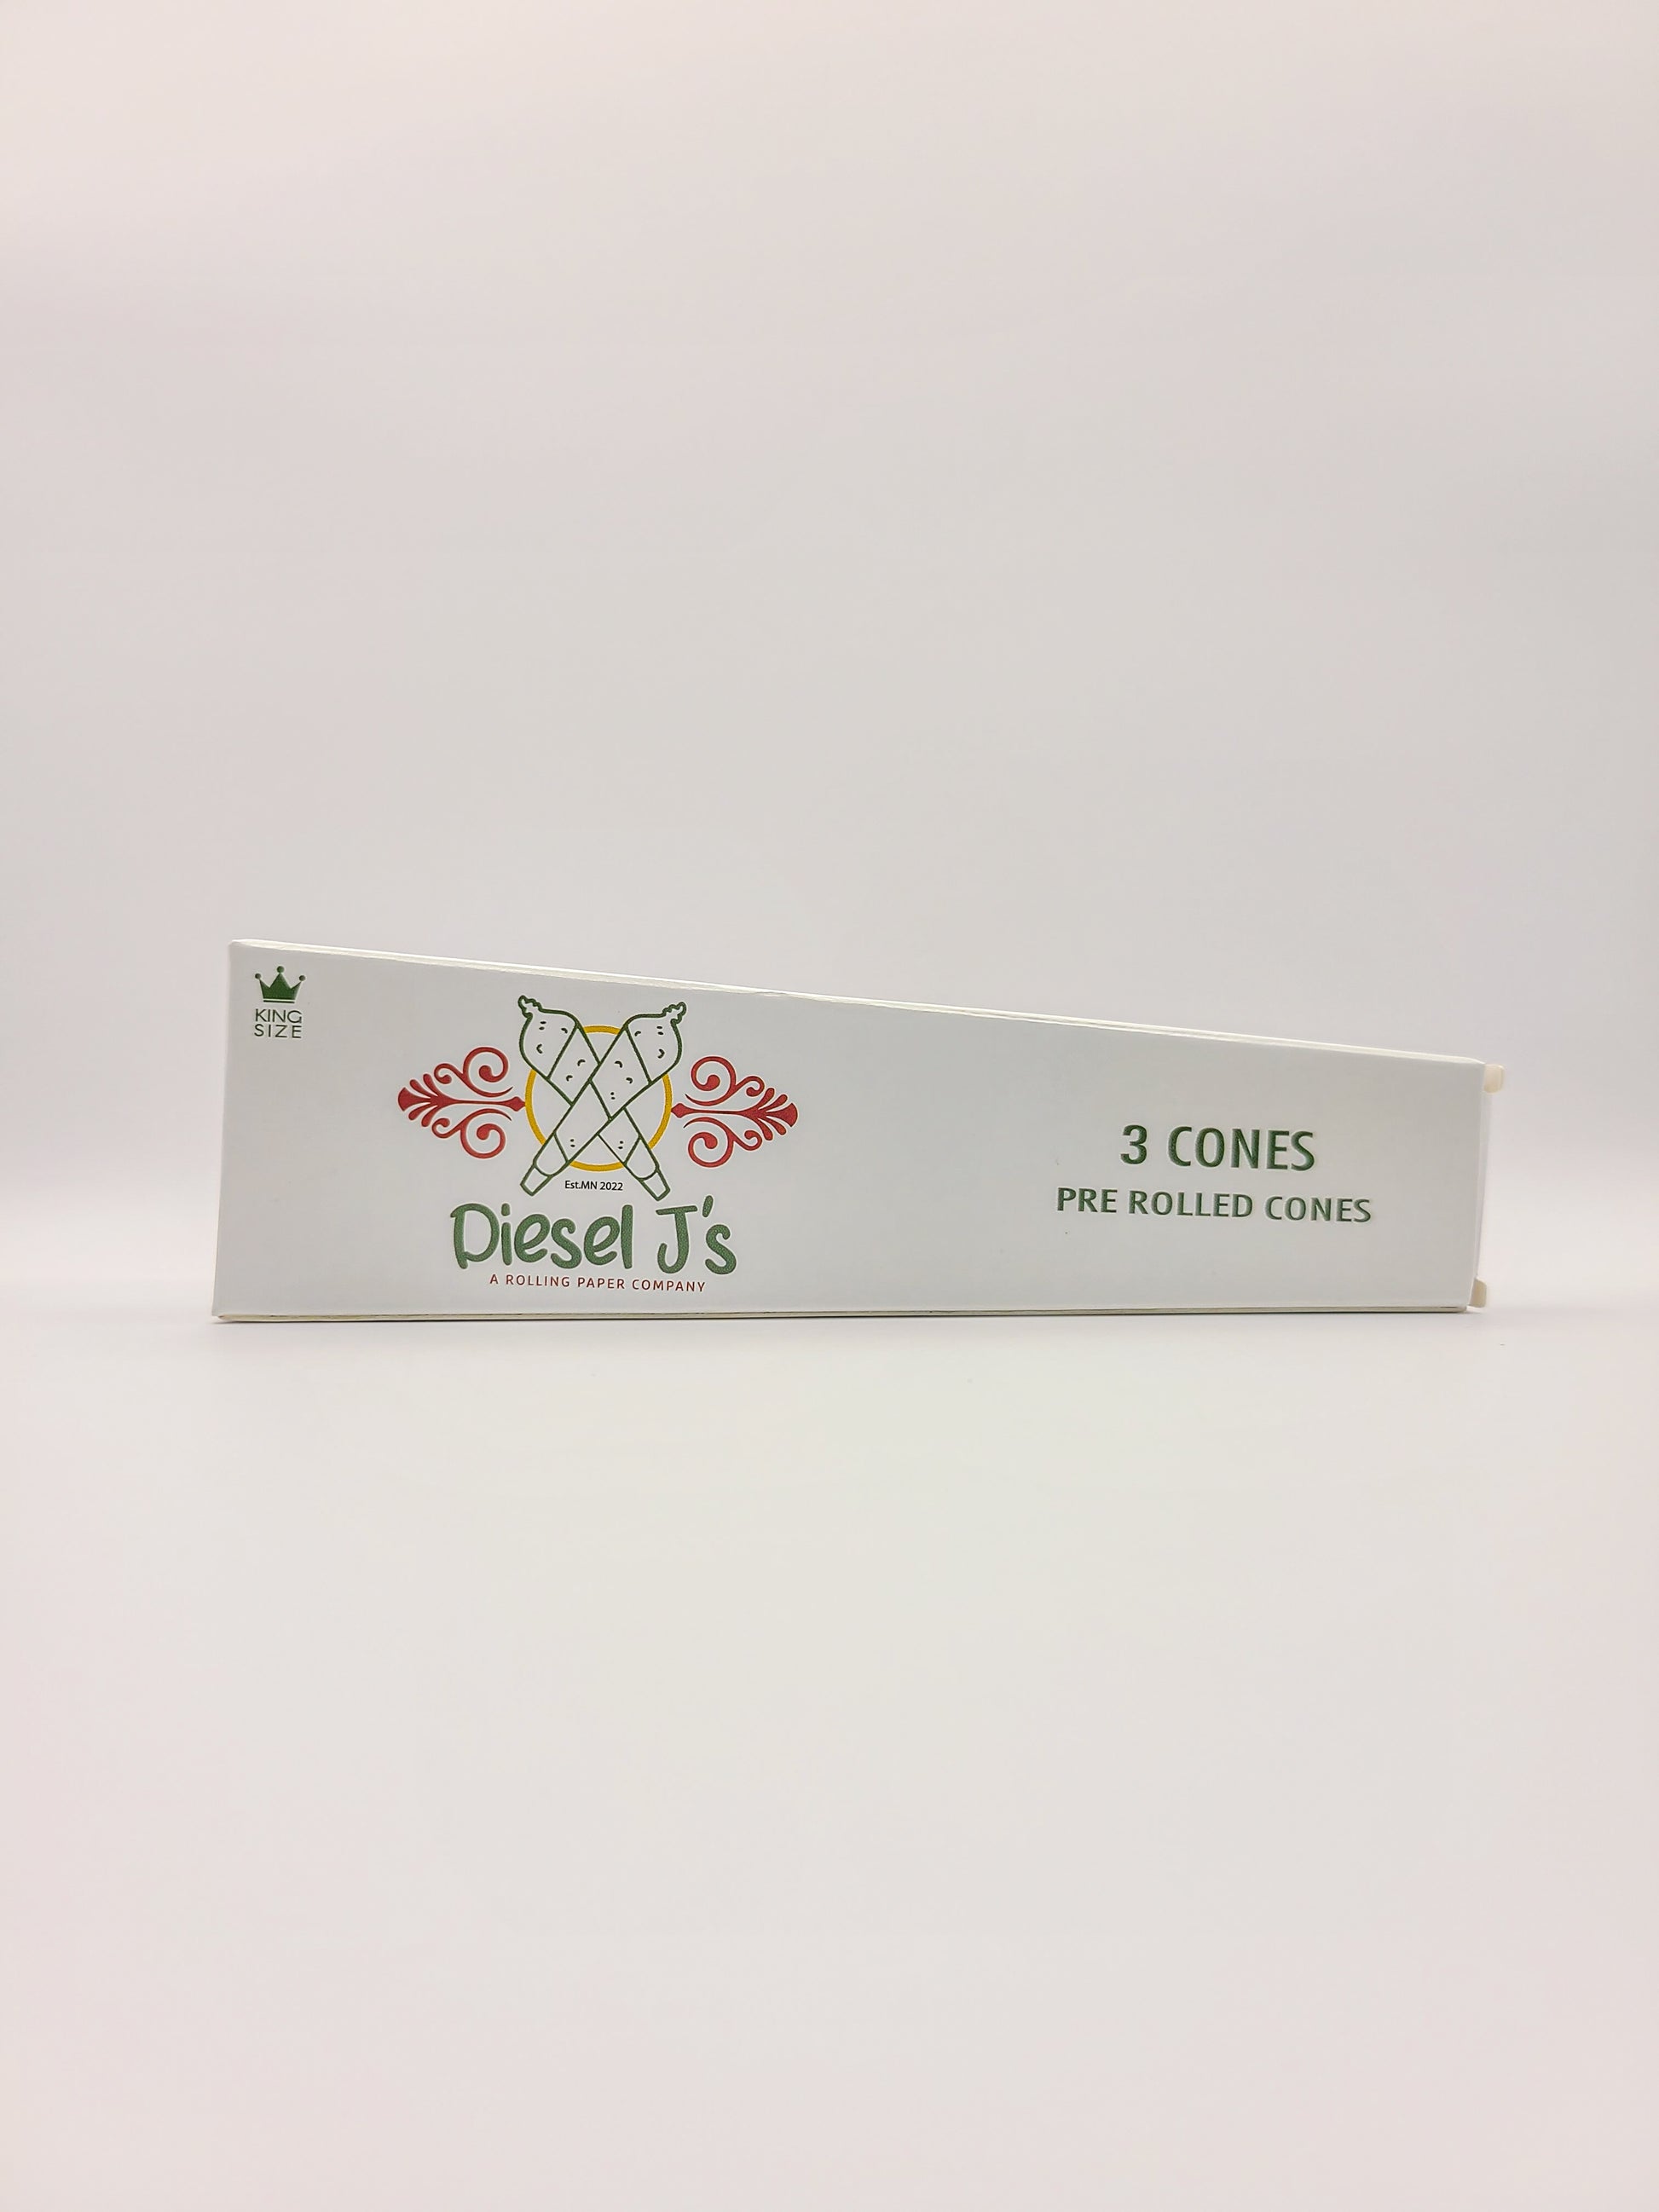 KING
SIZE
Est.MN 2022
Diesel J's
A ROLLING PAPER COMPANY
3 CONES
PRE ROLLED CONES